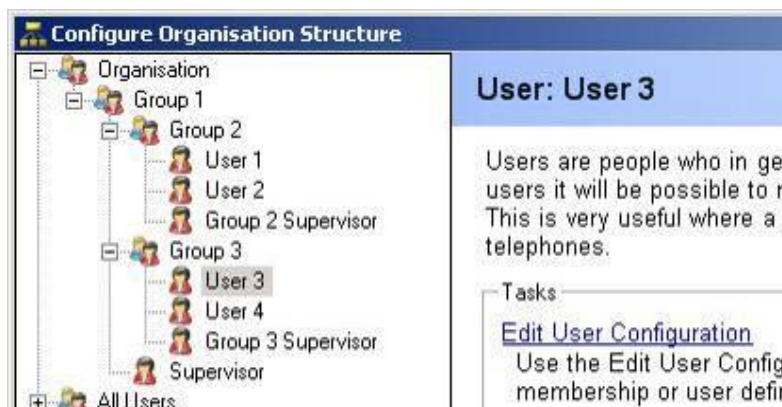 Configure Organisation Structure
Organisation
Group 1
Group 2
User 1
User 2
Group 2 Supervisor
Group 3
User 3
User 4
Group 3 Supervisor
Supervisor
All Users
User: User 3
Users are people who in ge
users it will be possible to
This is very useful where a
telephones.
Tasks
Edit User Configuration
Use the Edit User Config
membership or user defi